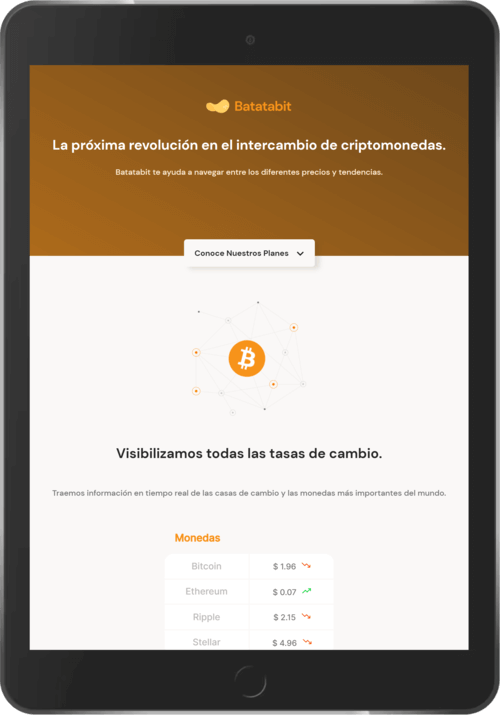 Batatabit
La próxima revolución en el intercambio de criptomonedas.
Batatabit te ayuda a navegar entre los diferentes precios y tendencias.
Conoce Nuestros Planes
Visibilizamos todas las tasas de cambio.
Traemos información en tiempo real de las casas de cambio y las monedas más importantes del mundo.
Monedas
Bitcoin $ 1.96
Ethereum $ 0.07
Ripple $ 2.15
Stellar $ 4.96